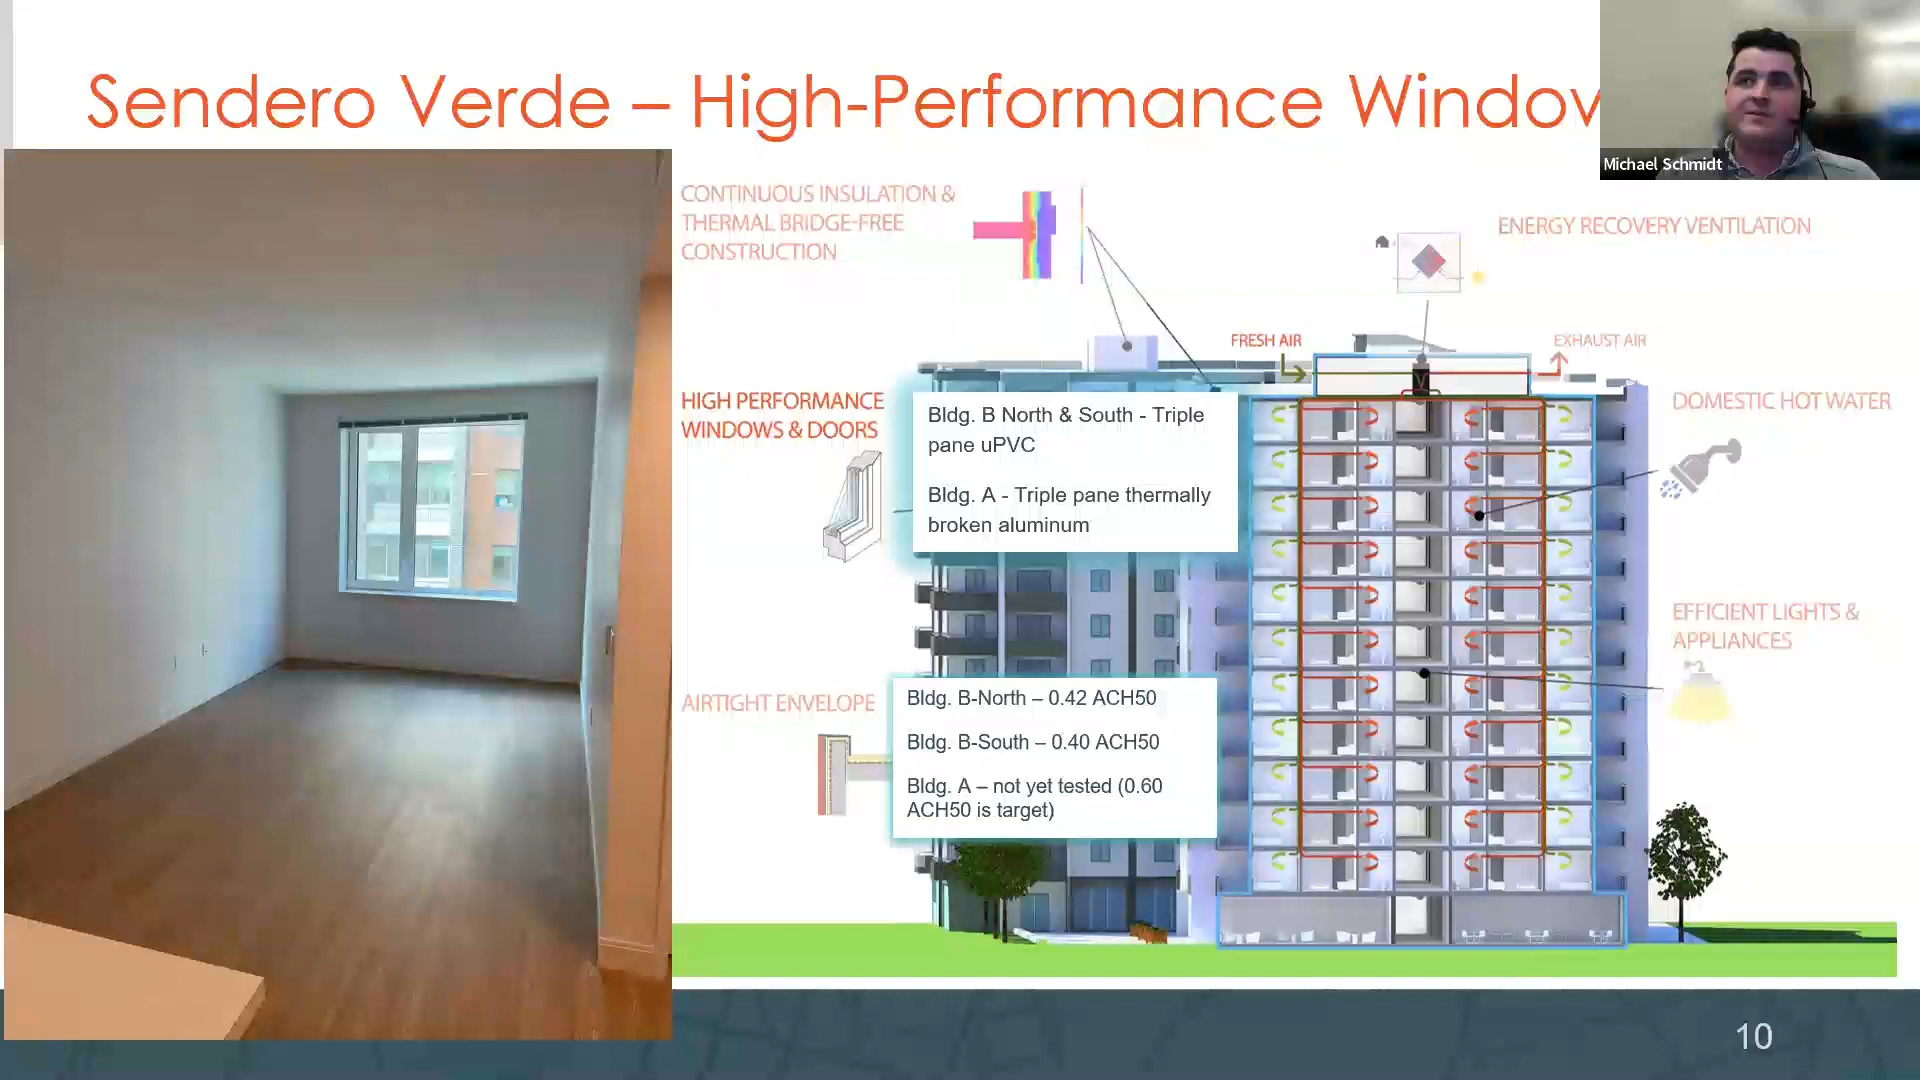 Sendero Verde – High-Performance Window
Michael Schmidt
CONTINUOUS INSULATION &
THERMAL BRIDGE-FREE
CONSTRUCTION
ENERGY RECOVERY VENTILATION
FRESH AIR
EXHAUST AIR
HIGH PERFORMANCE
WINDOWS & DOORS
Bldg. B North & South - Triple
pane uPVC
Bldg. A - Triple pane thermally
broken aluminum
DOMESTIC HOT WATER
EFFICIENT LIGHTS &
APPLIANCES
AIRTIGHT ENVELOPE
Bldg. B-North – 0.42 ACH50
Bldg. B-South – 0.40 ACH50
Bldg. A – not yet tested (0.60
ACH50 is target)
10